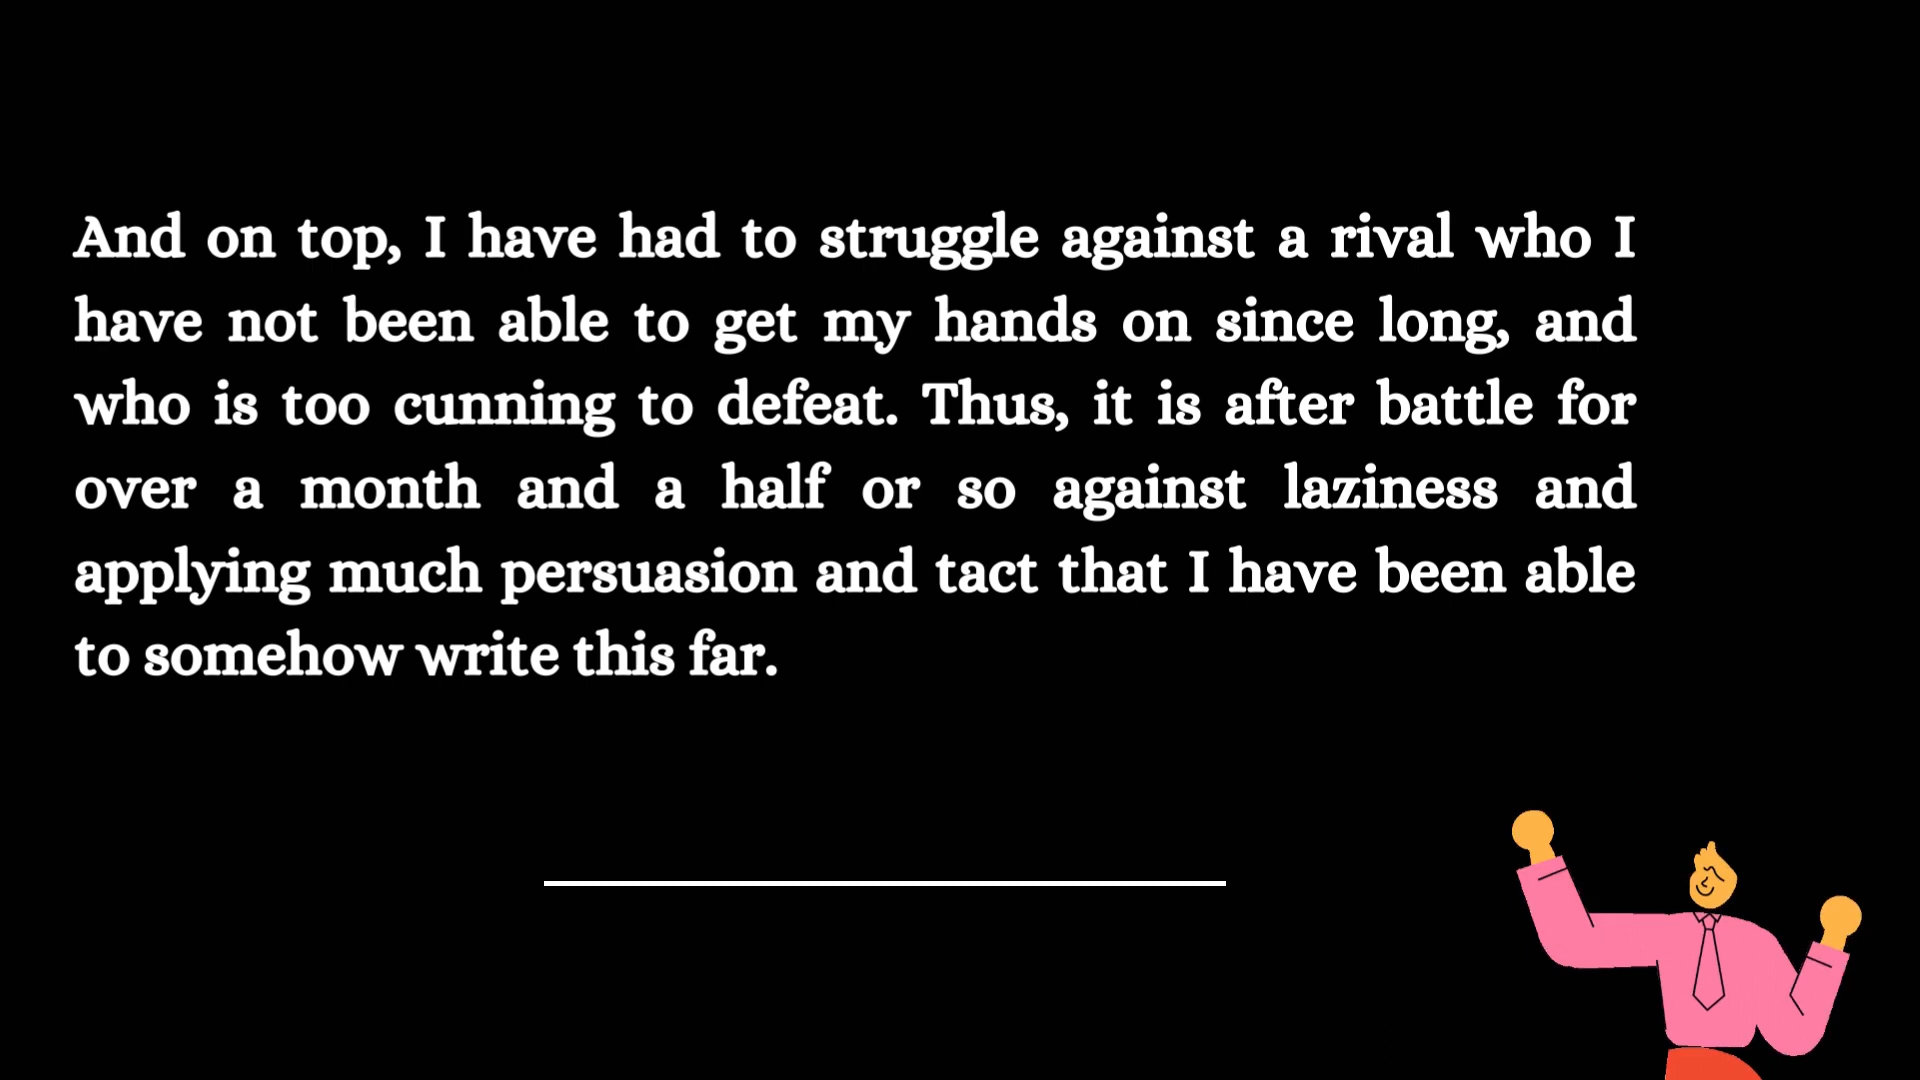 And on top, I have had to struggle against a rival who I
have not been able to get my hands on since long, and
who is too cunning to defeat. Thus, it is after battle for
over a month and a half or so against laziness and
applying much persuasion and tact that I have been able
to somehow write this far.